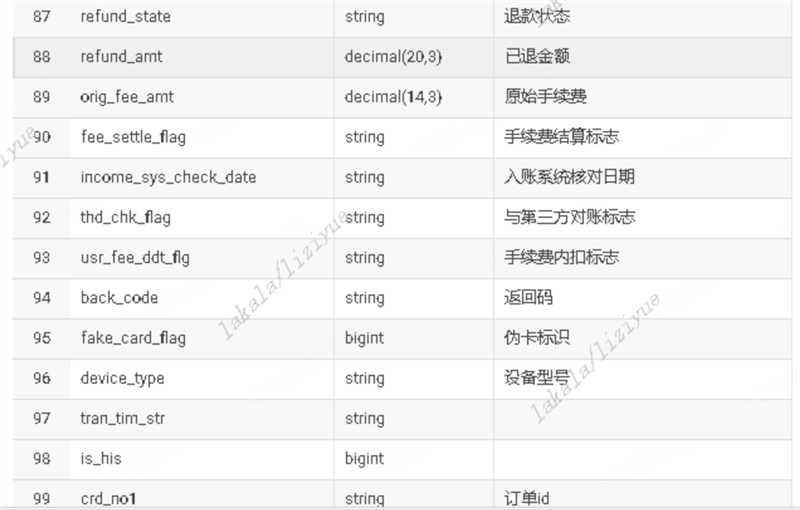 87 refund_state string 退款状态
88 refund_amt decimal(20,3) 已退金额
89 orig_fee_amt decimal(14,3) 原始手续费
90 fee_settle_flag string 手续费结算标志
91 income_sys_check_date string 入账系统核对日期
92 thd_chk_flag string 与第三方对账标志
93 usr_fee_ddt_flg string 手续费内扣标志
94 back_code string 返回码
95 fake_card_flag bigint 伪卡标识
96 device_type string 设备型号
97 tran_tim_str string
98 is_his bigint
99 crd_no1 string 订单id
lakala/liziyue
lakala/liziyue